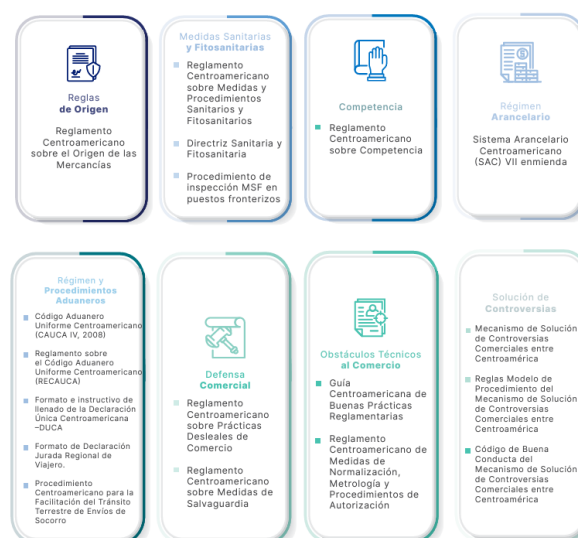 Reglas
de Origen
Reglamento
Centroamericano
sobre el Origen de las
Mercancías
Medidas Sanitarias
y Fitosanitarias
Reglamento
Centroamericano
sobre Medidas y
Procedimientos
Sanitarios y
Fitosanitarios
Directriz Sanitaria y
Fitosanitaria
Procedimiento de
inspección MSF en
puestos fronterizos
Competencia
Reglamento
Centroamericano
sobre Competencia
Régimen
Arancelario
Sistema Arancelario
Centroamericano
(SAC) VII enmienda
Régimen y
Procedimientos
Aduaneros
Código Aduanero
Uniforme Centroamericano
(CAUCA IV, 2008)
Reglamento sobre
el Código Aduanero
Uniforme Centroamericano
(RECAUCA)
Formato e instructivo de
llenado de la Declaración
Única Centroamericana
–DUCA
Formato de Declaración
Jurada Regional de
Viajero.
Procedimiento
Centroamericano para la
Facilitación del Tránsito
Terrestre de Envíos de
Socorro
Defensa
Comercial
Reglamento
Centroamericano
sobre Prácticas
Desleales de
Comercio
Reglamento
Centroamericano
sobre Medidas de
Salvaguardia
Obstáculos Técnicos
al Comercio
Guía
Centroamericana de
Buenas Prácticas
Reglamentarias
Reglamento
Centroamericano de
Medidas de
Normalización,
Metrología y
Procedimientos de
Autorización
Solución de
Controversias
Mecanismo de Solución
de Controversias
Comerciales entre
Centroamérica
Reglas Modelo de
Procedimiento del
Mecanismo de Solución
de Controversias
Comerciales entre
Centroamérica
Código de Buena
Conducta del
Mecanismo de Solución
de Controversias
Comerciales entre
Centroamérica